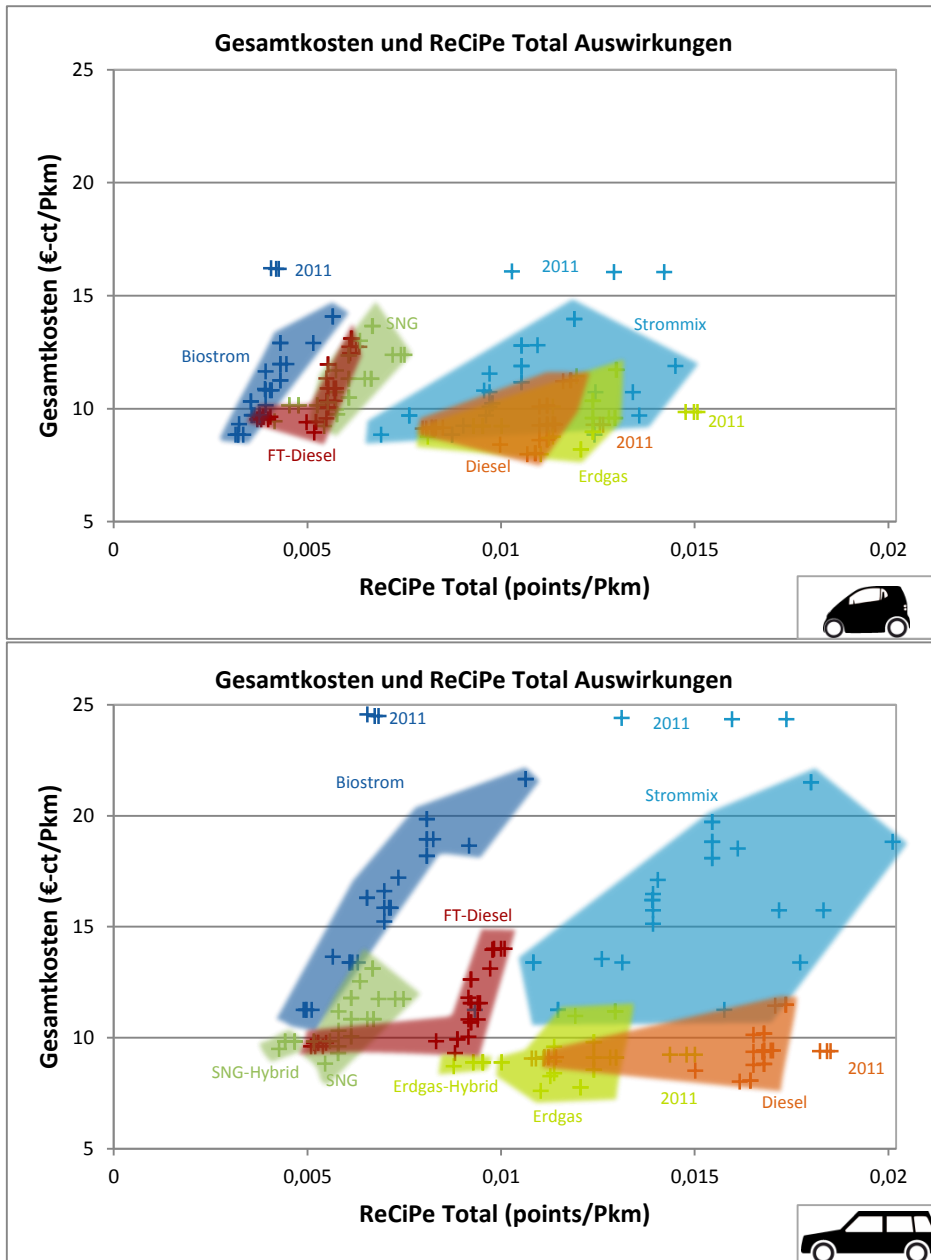 Gesamtkosten und ReCiPe Total Auswirkungen
Gesamtkosten (€-ct/Pkm)
25
20
15
10
5
2011
2011
SNG
Strommix
Biostrom
2011
2011
FT-Diesel
Diesel
Erdgas
0
0,005
0,01
0,015
0,02
ReCiPe Total (points/Pkm)
Gesamtkosten und ReCiPe Total Auswirkungen
Gesamtkosten (€-ct/Pkm)
25
20
15
10
5
2011
2011
Biostrom
Strommix
FT-Diesel
SNG-Hybrid
SNG
Erdgas-Hybrid
Erdgas
2011
Diesel
2011
0
0,005
0,01
0,015
0,02
ReCiPe Total (points/Pkm)